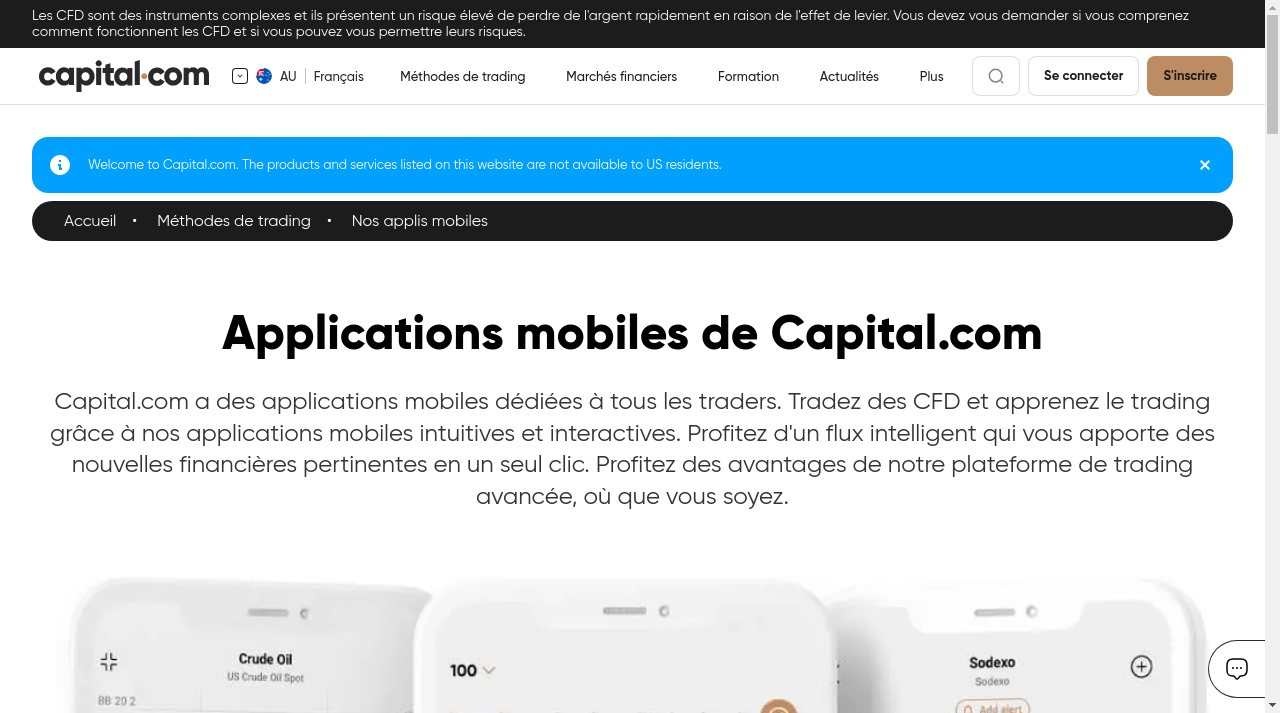 Les CFD sont des instruments complexes et ils présentent un risque élevé de perdre de l'argent rapidement en raison de l'effet de levier. Vous devez vous demander si vous comprenez
comment fonctionnent les CFD et si vous pouvez vous permettre leurs risques.
capital.com AU Français Méthodes de trading Marchés financiers Formation Actualités Plus Se connecter S'inscrire
Welcome to Capital.com. The products and services listed on this website are not available to US residents.
Accueil • Méthodes de trading • Nos applis mobiles
Applications mobiles de Capital.com
Capital.com a des applications mobiles dédiées à tous les traders. Tradez des CFD et apprenez le trading
grâce à nos applications mobiles intuitives et interactives. Profitez d'un flux intelligent qui vous apporte des
nouvelles financières pertinentes en un seul clic. Profitez des avantages de notre plateforme de trading
avancée, où que vous soyez.
Crude Oil 100 Sodexo
US Crude Oil Spot Sodexo
BB 20 2 Add alert